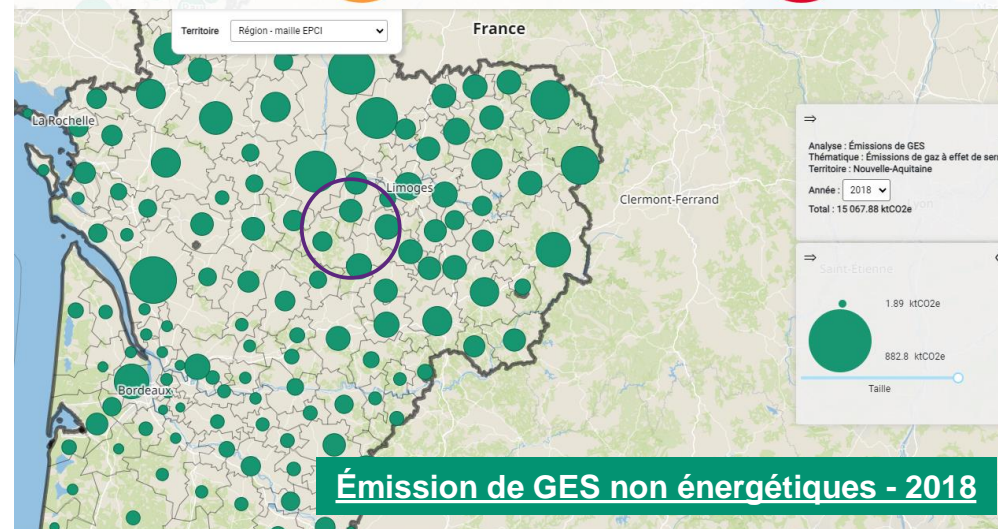 France
Territoire Région - maille EPCI
La Rochelle
Limoges
Clermont-Ferrand
Bordeaux
⇒
Analyse : Émissions de GES
Thématique : Émissions de gaz à effet de ser
Territoire : Nouvelle-Aquitaine
Année : 2018
Total : 15 067.88 ktCO2e
⇒
Saint-Étienne
1.89 ktCO2e
882.8 ktCO2e
Taille
Émission de GES non énergétiques - 2018